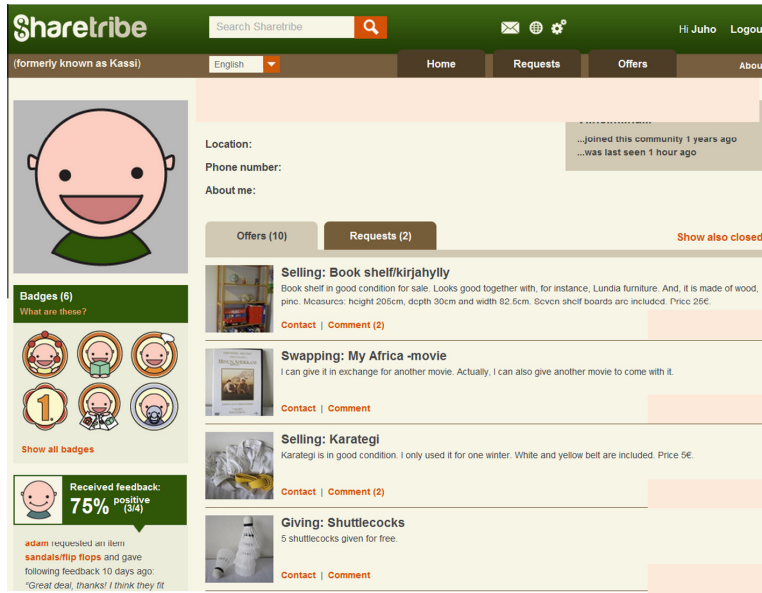 Sharetribe
Search Sharetribe
Hi Juho Logou
(formerly known as Kassi)
English
Home Requests Offers Abou
Location:
Phone number:
About me:
...joined this community 1 years ago
...was last seen 1 hour ago
Offers (10) Requests (2) Show also closed
Selling: Book shelf/kirjahylly
Book shelf in good condition for sale. Looks good together with, for instance, Lundia furniture. And, it is made of wood,
pine. Measures: height 206cm, depth 30cm and width 82.5cm. Seven shelf boards are included. Price 25€.
Contact | Comment (2)
Swapping: My Africa -movie
I can give it in exchange for another movie. Actually, I can also give another movie to come with it.
Contact | Comment
Selling: Karategi
Karategi is in good condition. I only used it for one winter. White and yellow belt are included. Price 5€.
Contact | Comment (2)
Giving: Shuttlecocks
5 shuttlecocks given for free.
Contact | Comment
Badges (6)
What are these?
1.
Show all badges
Received feedback:
75% positive
(3/4)
adam requested an item
sandals/flip flops and gave
following feedback 10 days ago:
"Great deal, thanks! I think they fit